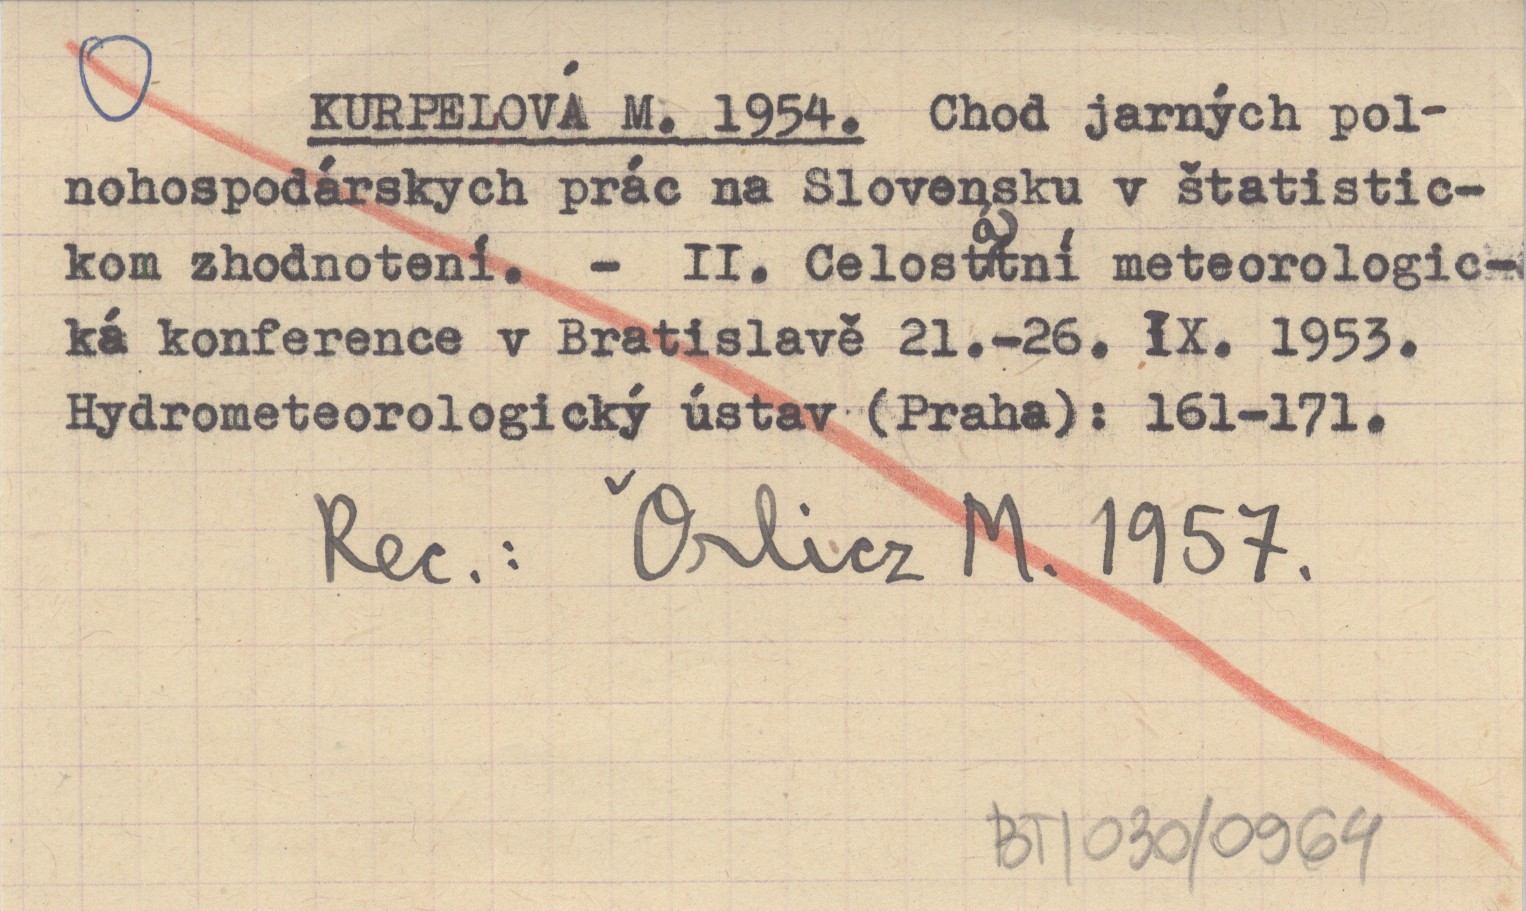 KURPELOVÁ M. 1954. Chod jarných pol-
nohospodárskych prác na Slovensku v štatistic-
kom zhodnotení. - II. Celostátní meteorologic-
ká konference v Bratislavě 21.-26. IX. 1953.
Hydrometeorologický ústav (Praha): 161-171.
Rec.: Ǒrlicz M. 1957.
BT/030/0964